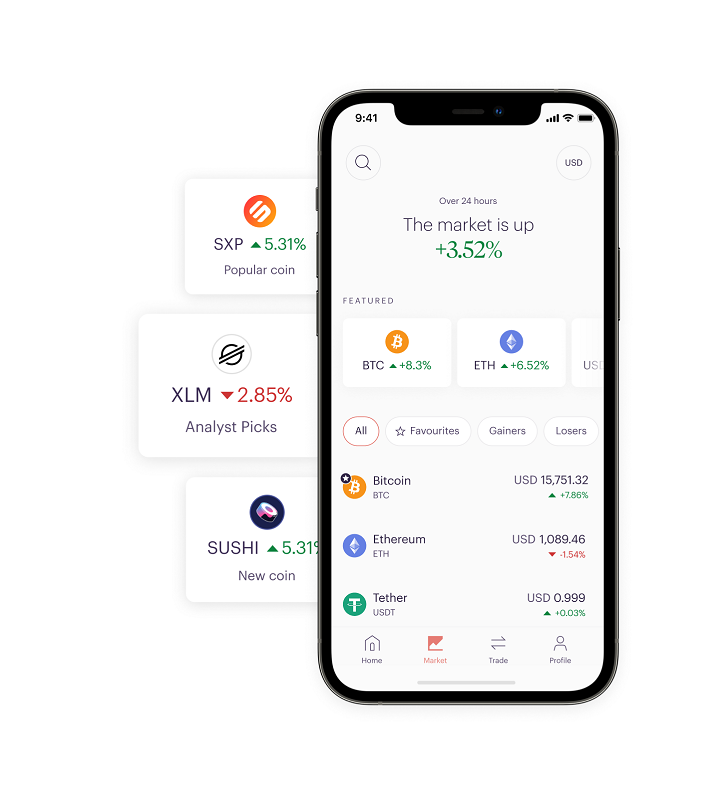 SXP ▲ 5.31%
Popular coin
XLM ▼ 2.85%
Analyst Picks
SUSHI ▲ 5.31%
New coin
9:41
USD
Over 24 hours
The market is up
+3.52%
FEATURED
BTC ▲ +8.3%
ETH ▲ +6.52%
All
Favourites
Gainers
Losers
Bitcoin USD 15,751.32
BTC ▲ +7.86%
Ethereum USD 1,089.46
ETH ▼ -1.54%
Tether USD 0.999
USDT ▲ +0.03%
Home Market Trade Profile